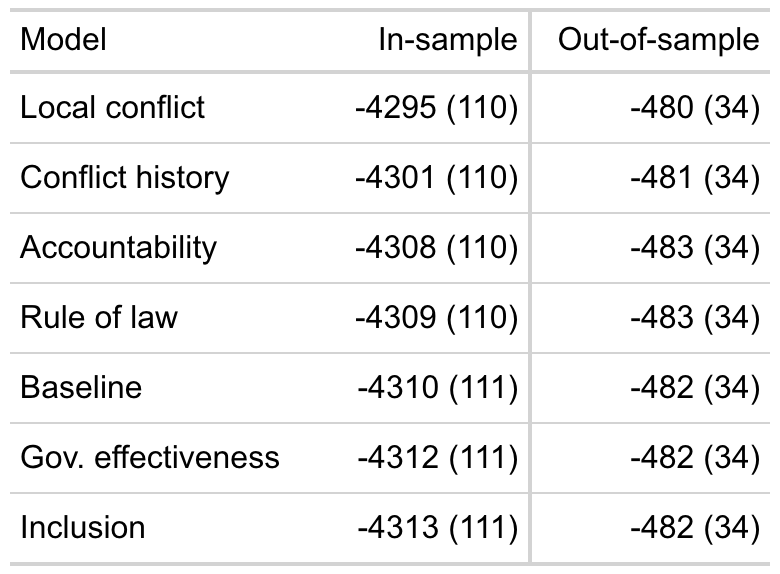 Model In-sample Out-of-sample
Local conflict -4295 (110) -480 (34)
Conflict history -4301 (110) -481 (34)
Accountability -4308 (110) -483 (34)
Rule of law -4309 (110) -483 (34)
Baseline -4310 (111) -482 (34)
Gov. effectiveness -4312 (111) -482 (34)
Inclusion -4313 (111) -482 (34)